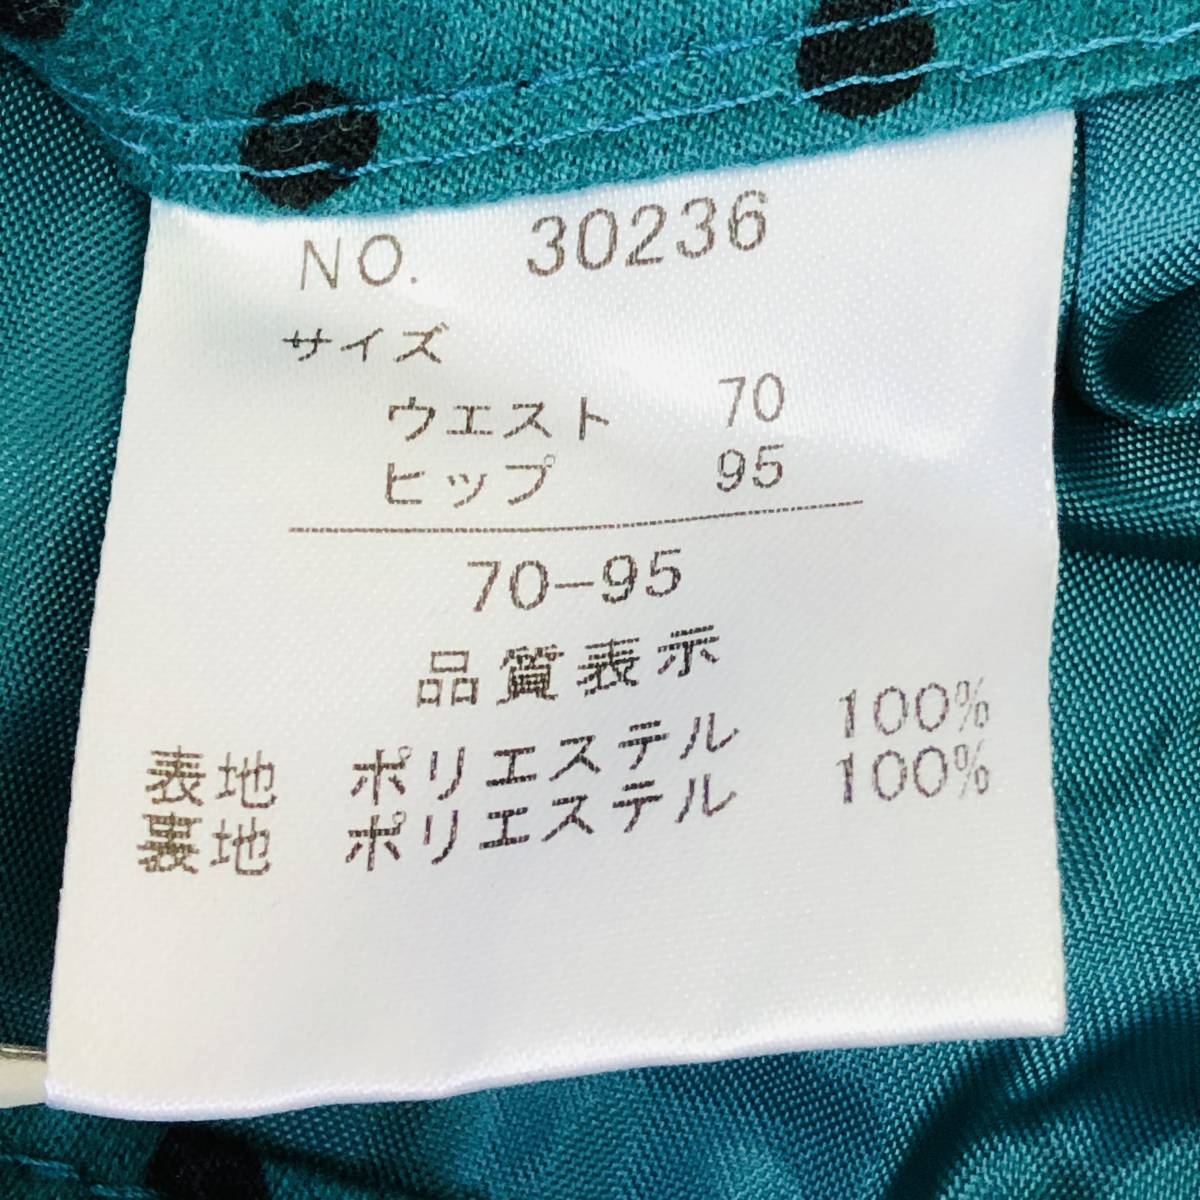 NO. 30236
サイズ
ウエスト 70
ヒップ 95
70-95
品質表示
表地 ポリエステル 100%
裏地 ポリエステル 100%